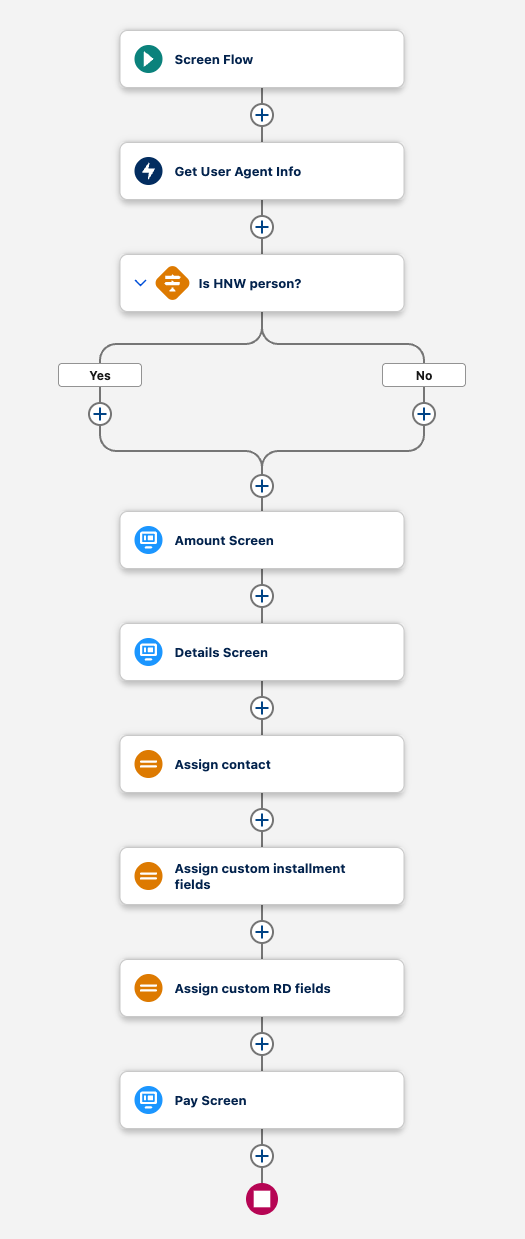 Screen Flow
Get User Agent Info
Is HNW person?
Yes
No
Amount Screen
Details Screen
Assign contact
Assign custom installment
fields
Assign custom RD fields
Pay Screen